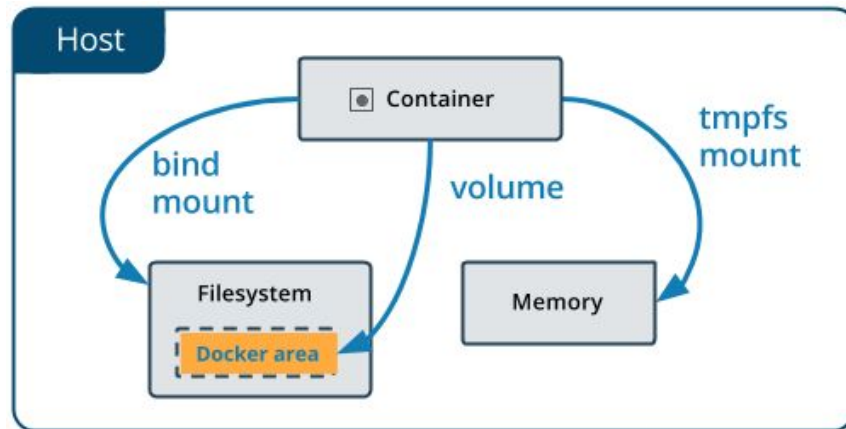 Host
Container
bind
mount
volume
tmpfs
mount
Filesystem
Docker area
Memory